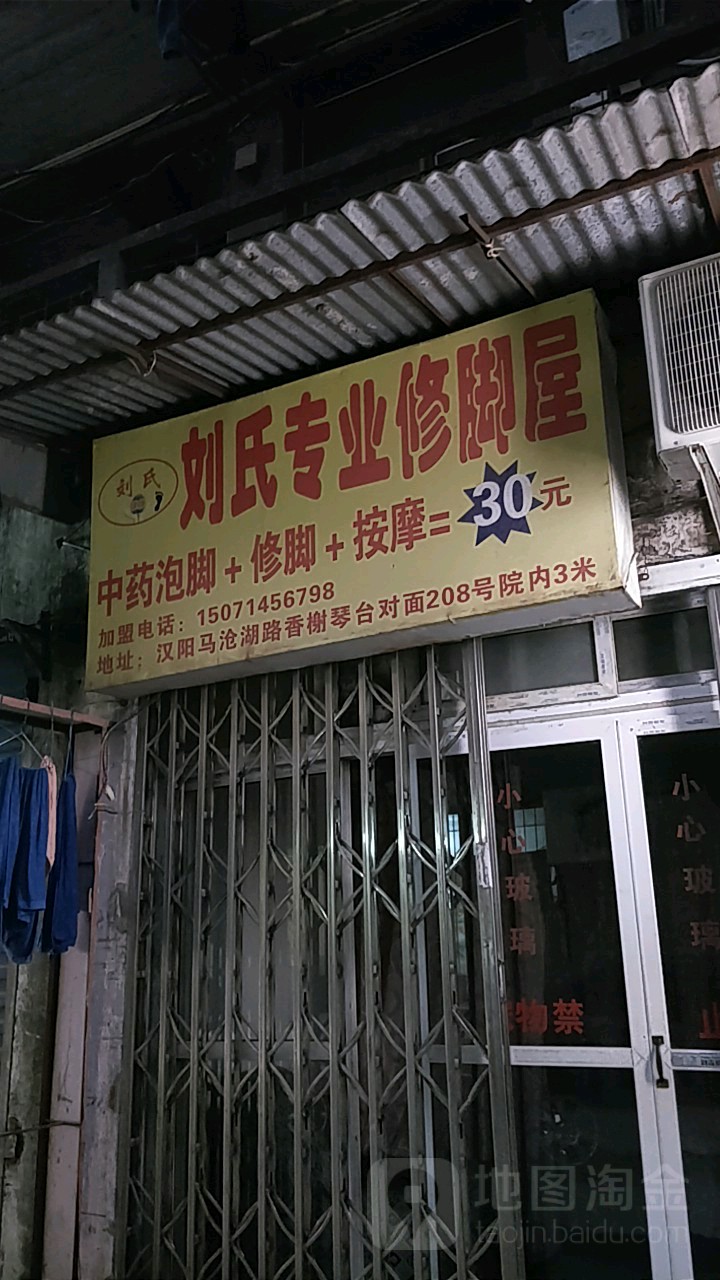 刘氏
刘氏专业修脚屋
中药泡脚+修脚+按摩=30元
加盟电话：15071456798
地址；汉阳马沧湖路香榭琴台对面208号院内3米
小心玻璃
小心玻璃
物禁
止
地图淘金
taojin.baidu.com